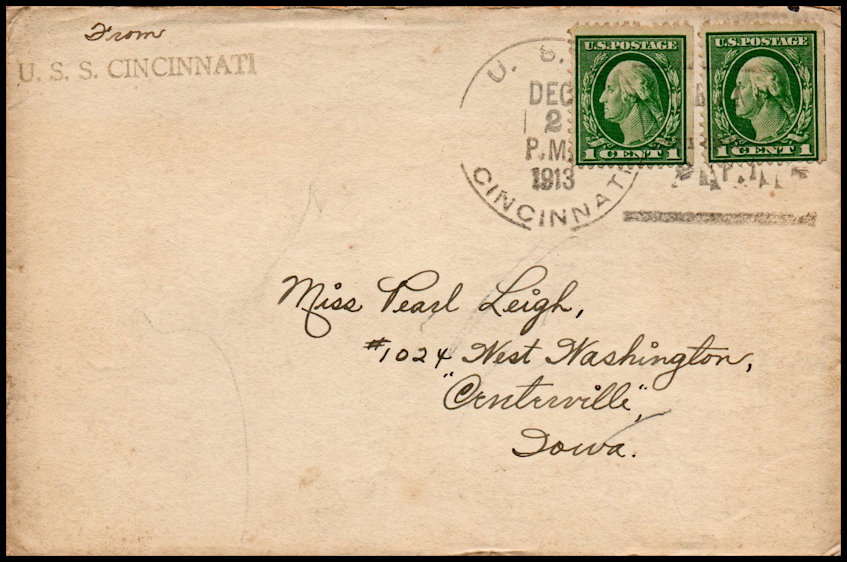 From
U. S. S. CINCINNATI
U. S.
DEC
2
P.M.
1913
CINCINNATI
U.S.POSTAGE
1 CENT 1
U.S.POSTAGE
1 CENT 1
Miss Pearl Leigh,
#1024 West Washington,
"Centerville",
Iowa.